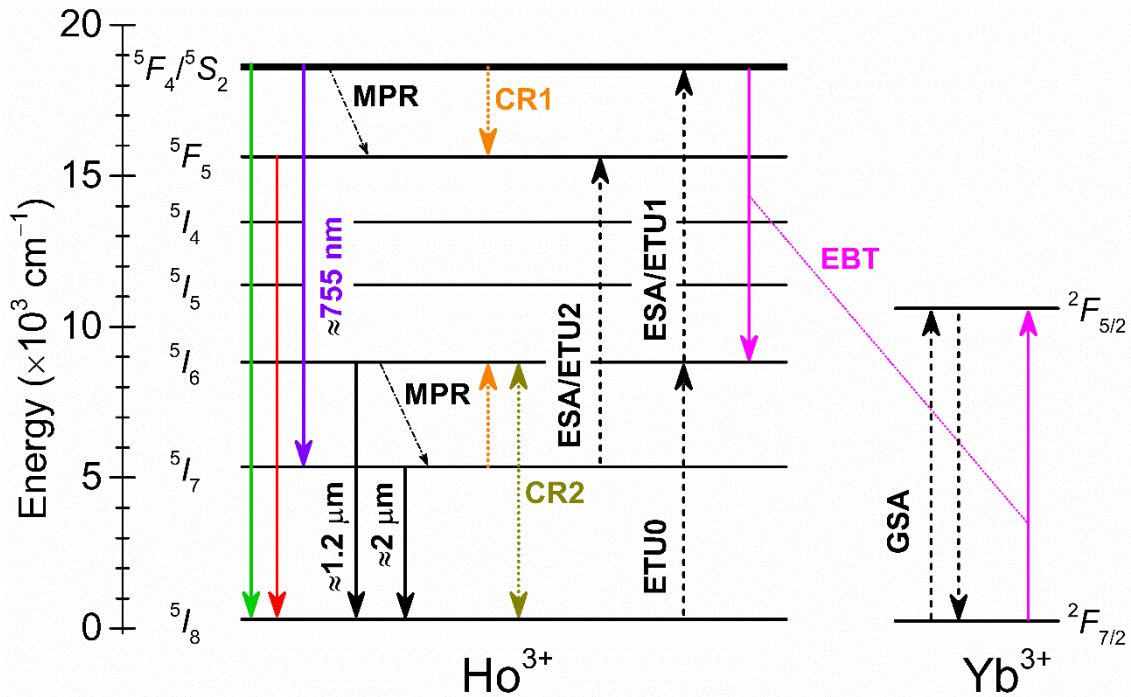 20
15
10
5
0
Energy (×10³ cm⁻¹)
⁵F₄/⁵S₂
⁵F₅
⁵I₄
⁵I₅
⁵I₆
⁵I₇
⁵I₈
MPR
CR1
≈755 nm
MPR
≈1.2 μm
≈2 μm
CR2
ESA/ETU2
ESA/ETU1
ETU0
EBT
GSA
²F₅/₂
²F₇/₂
Ho³⁺
Yb³⁺